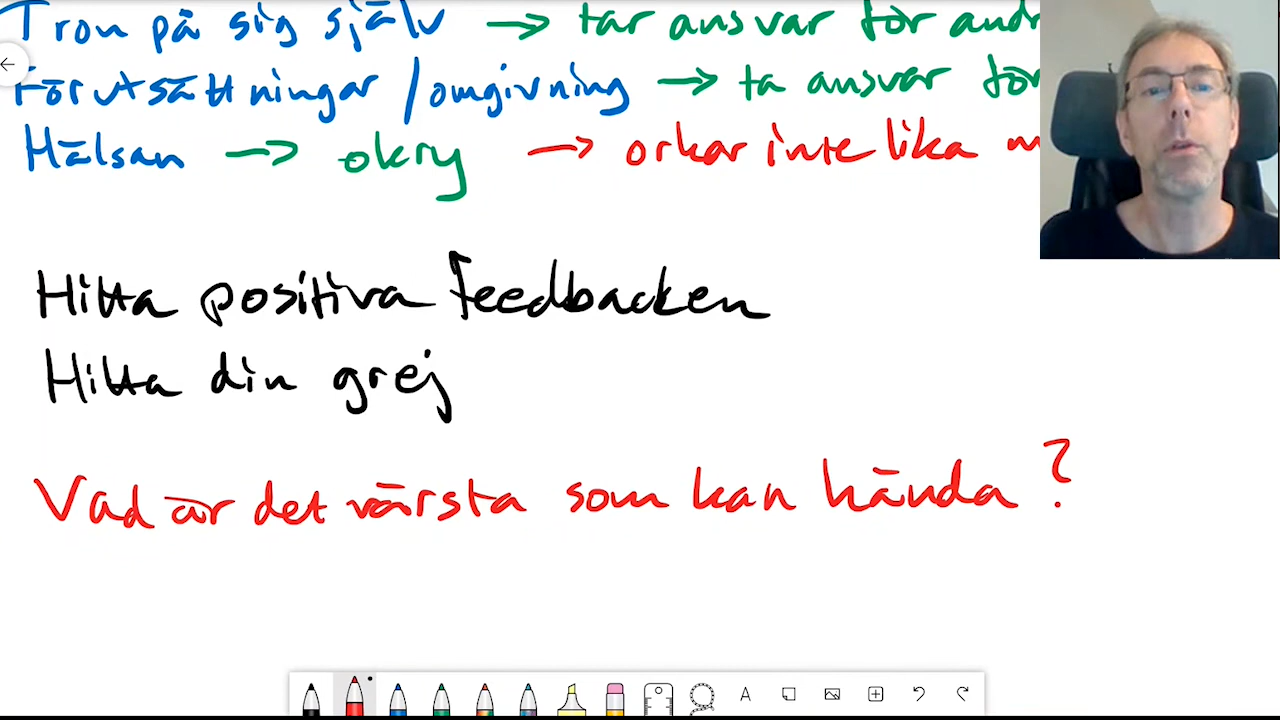 Tron på sig själv → tar ansvar för andr
Förutsättningar / omgivning → ta ansvar för
Hälsan → okry → orkar inte lika m
Hitta positiva feedbacken
Hitta din grej
Vad är det värsta som kan hända?
A